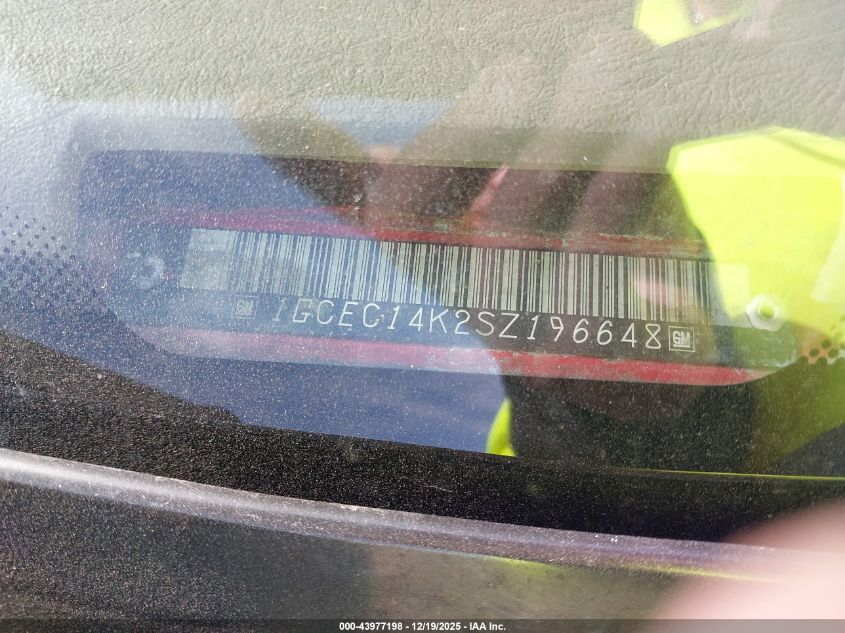 GM 1GCEC14K2SZ196648 GM
000-43977198 - 12/19/2025 - IAA Inc.